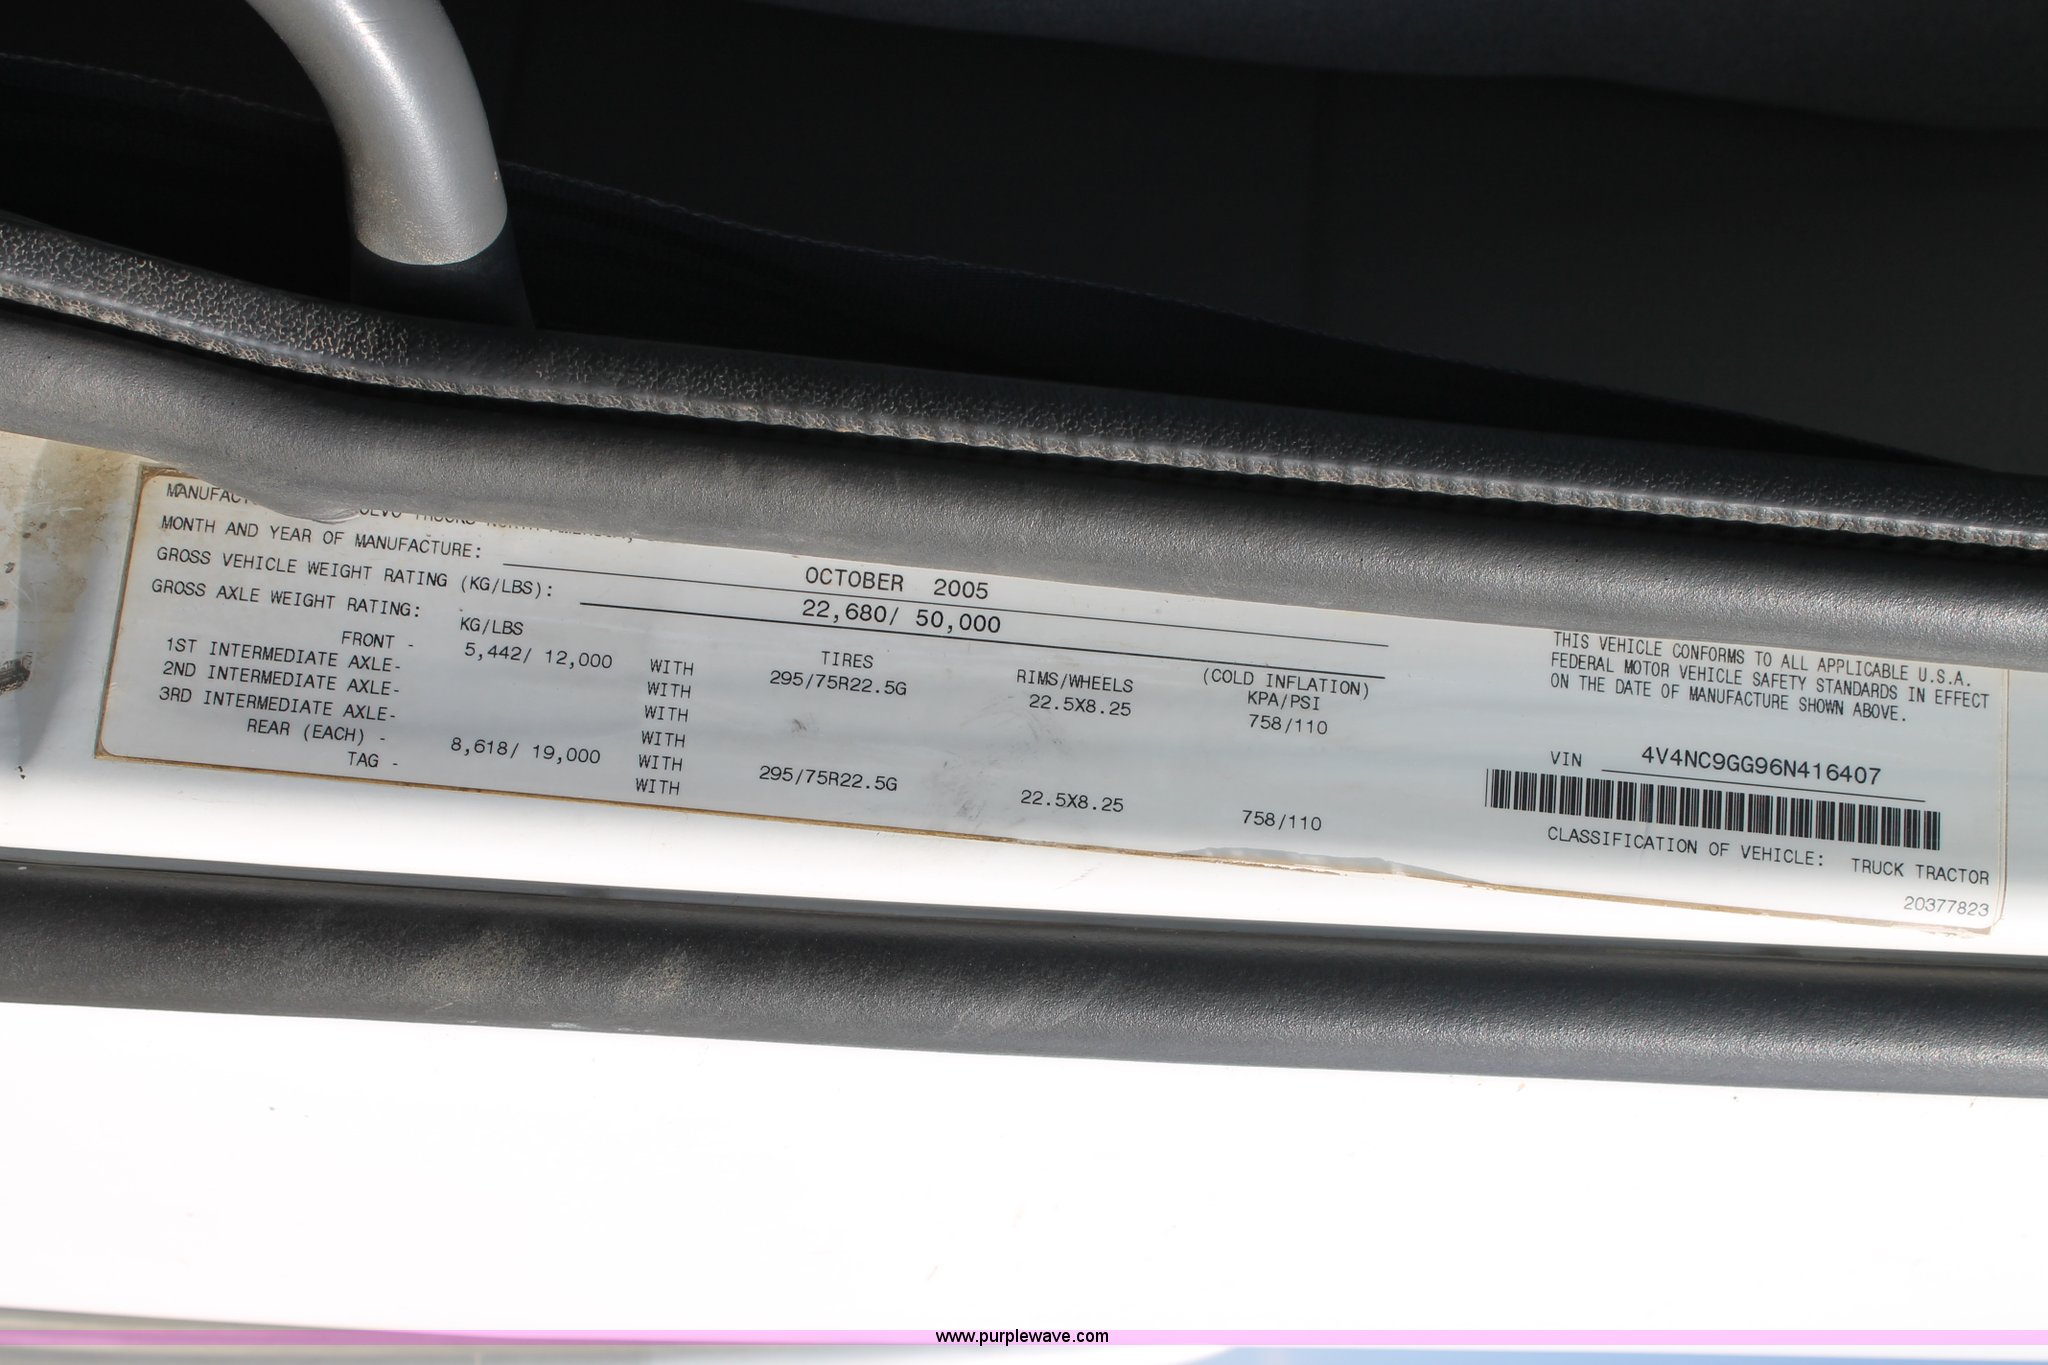 TRUCKS NORTH
MONTH AND YEAR OF MANUFACTURE: OCTOBER 2005
GROSS VEHICLE WEIGHT RATING (KG/LBS): 22,680/ 50,000
GROSS AXLE WEIGHT RATING: KG/LBS TIRES RIMS/WHEELS (COLD INFLATION) KPA/PSI
FRONT - 5,442/ 12,000 WITH 295/75R22.5G 22.5X8.25 758/110
1ST INTERMEDIATE AXLE- WITH
2ND INTERMEDIATE AXLE- WITH
3RD INTERMEDIATE AXLE- WITH
REAR (EACH) - 8,618/ 19,000 WITH 295/75R22.5G 22.5X8.25 758/110
TAG - WITH
THIS VEHICLE CONFORMS TO ALL APPLICABLE U.S.A.
FEDERAL MOTOR VEHICLE SAFETY STANDARDS IN EFFECT
ON THE DATE OF MANUFACTURE SHOWN ABOVE.
VIN 4V4NC9GG96N416407
CLASSIFICATION OF VEHICLE: TRUCK TRACTOR
20377823
www.purplewave.com